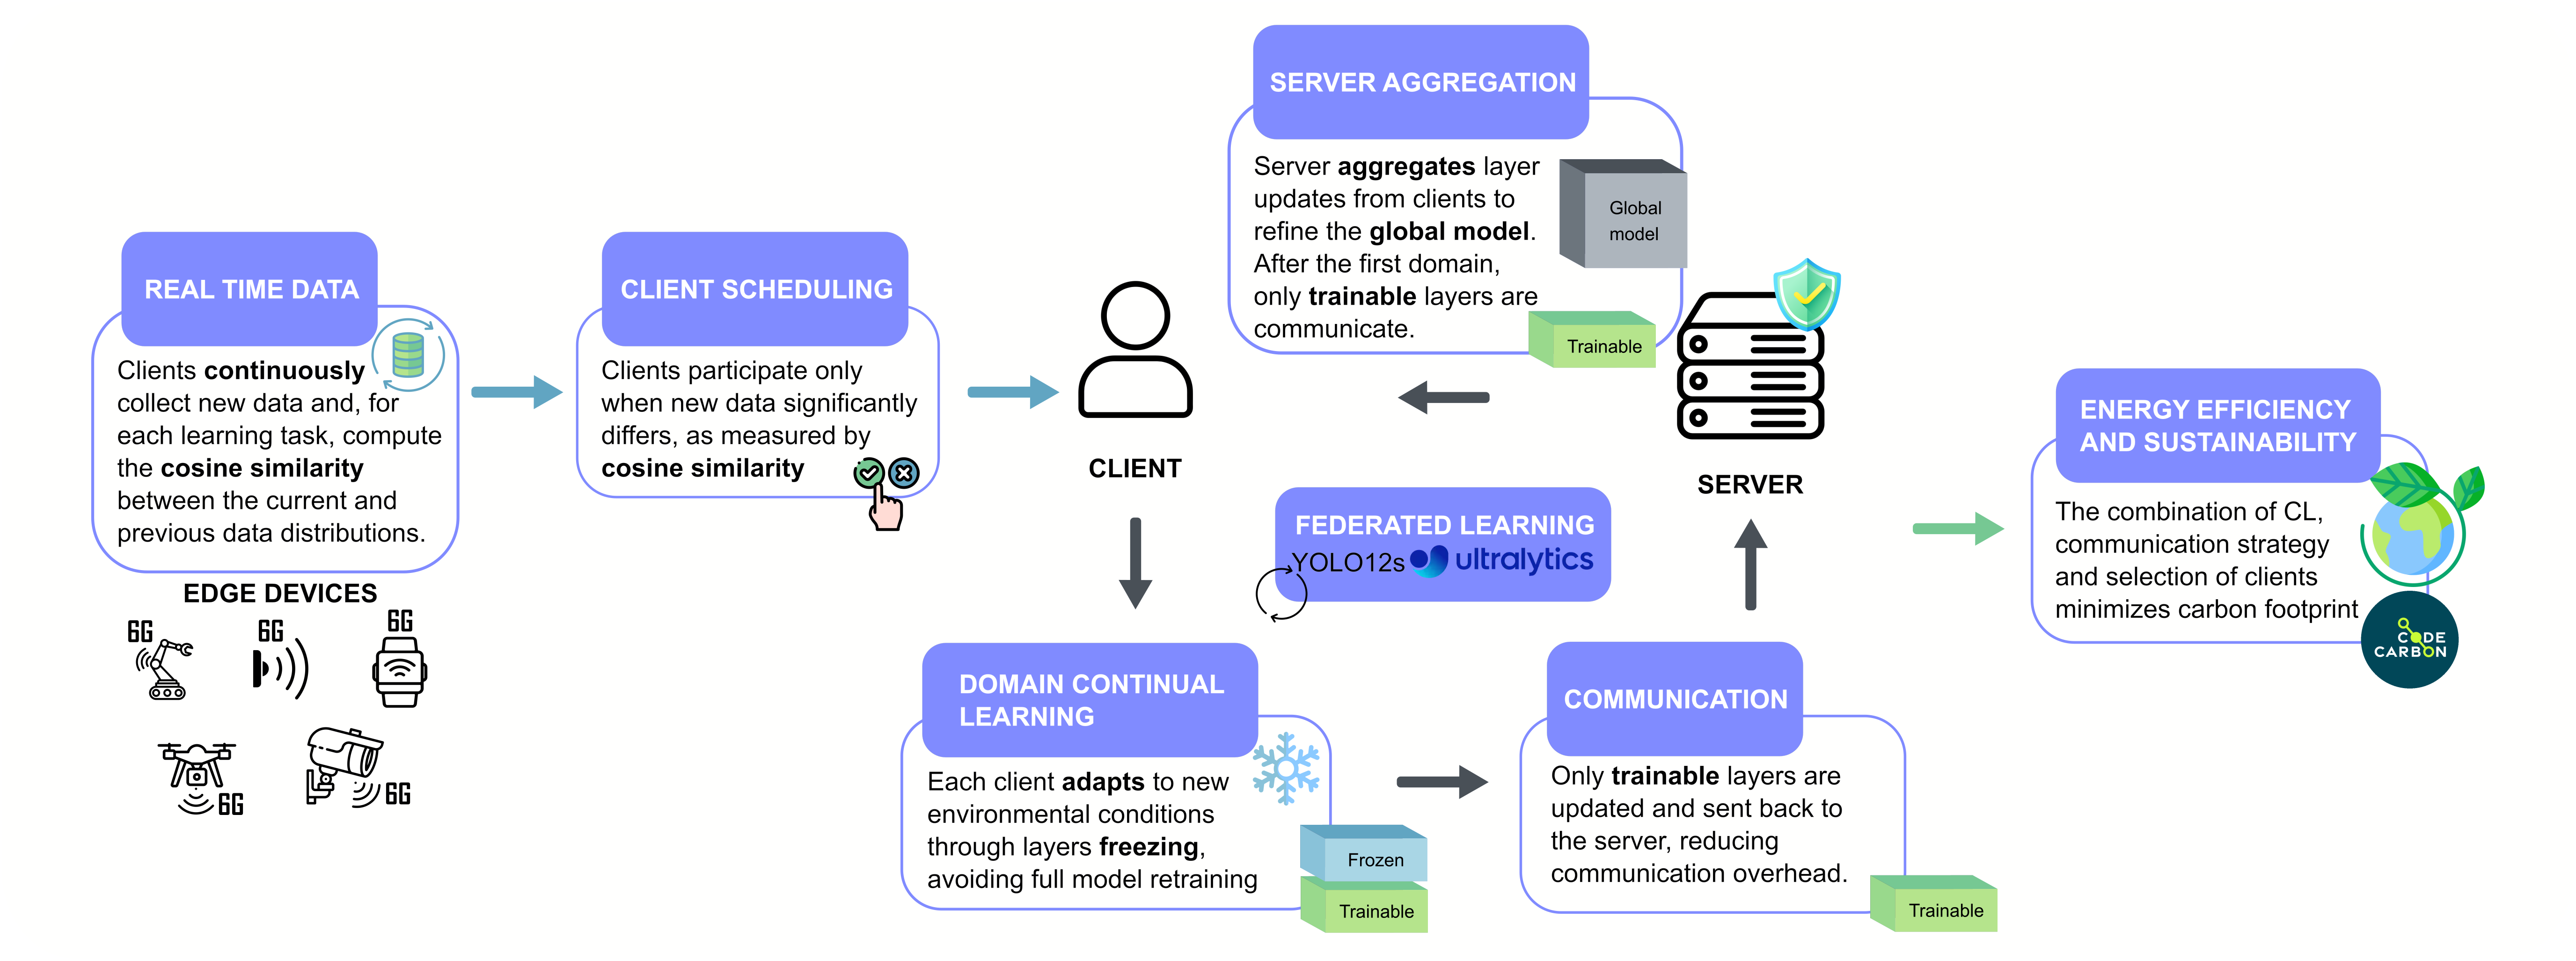 REAL TIME DATA
Clients continuously
collect new data and, for
each learning task, compute
the cosine similarity
between the current and
previous data distributions.
EDGE DEVICES
6G
6G
6G
6G
6G
CLIENT SCHEDULING
Clients participate only
when new data significantly
differs, as measured by
cosine similarity
CLIENT
SERVER AGGREGATION
Server aggregates layer
updates from clients to
refine the global model.
After the first domain,
only trainable layers are
communicate.
Global
model
Trainable
SERVER
FEDERATED LEARNING
YOLO12s ultralytics
DOMAIN CONTINUAL
LEARNING
Each client adapts to new
environmental conditions
through layers freezing,
avoiding full model retraining
Frozen
Trainable
COMMUNICATION
Only trainable layers are
updated and sent back to
the server, reducing
communication overhead.
Trainable
ENERGY EFFICIENCY
AND SUSTAINABILITY
The combination of CL,
communication strategy
and selection of clients
minimizes carbon footprint
CODE
CARBON